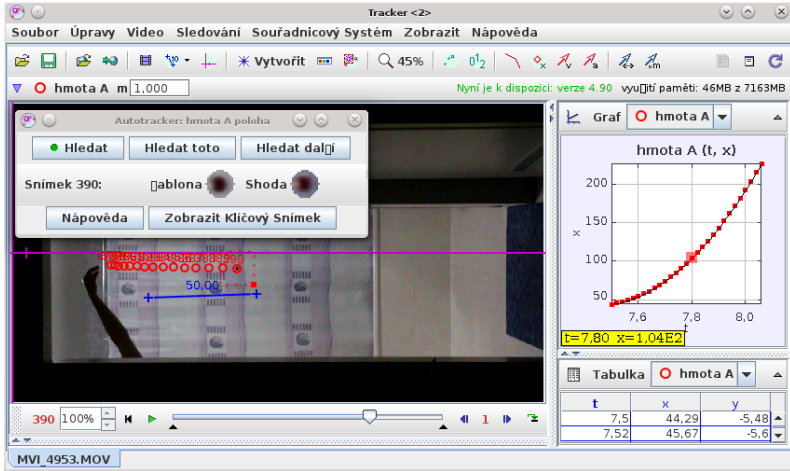 Tracker <2>
Soubor Úpravy Video Sledování Souřadnicový Systém Zobrazit Nápověda
Vytvořit 45%
hmota A m 1,000 Nyní je k dispozici: verze 4.90 využití paměti: 46MB z 7163MB
Autotracker: hmota A poloha
Hledat Hledat toto Hledat dal▯í
Snímek 390: ▯ablona Shoda
Nápověda Zobrazit Klíčový Snímek
50,00
390 100% 1
MVI_4953.MOV
Graf hmota A
hmota A (t, x)
200
150
x
100
50
7,6 7,8 8,0
t
t=7,80 x=1,04E2
Tabulka hmota A
t x y
7,5 44,29 -5,48
7,52 45,67 -5,6